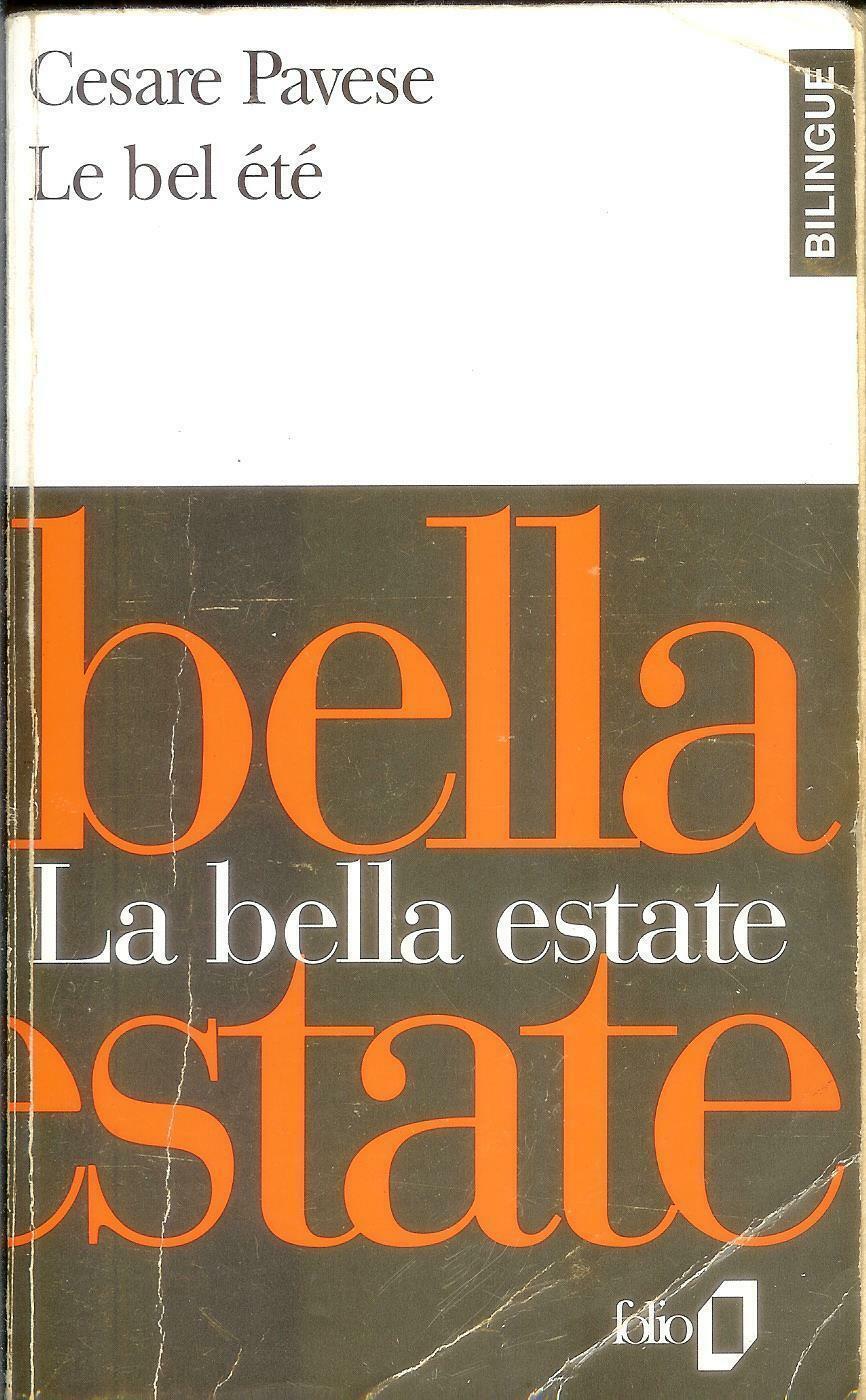 Cesare Pavese
Le bel été
BILINGUE
bella
La bella estate
estate
folio